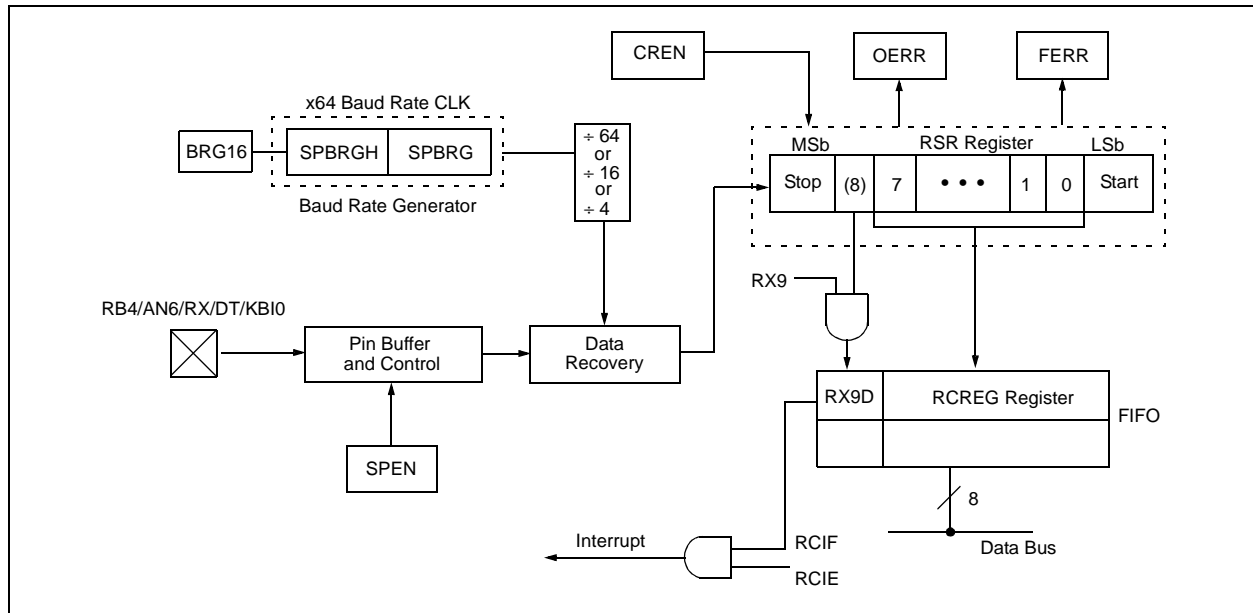 CREN
OERR
FERR
x64 Baud Rate CLK
BRG16
SPBRGH
SPBRG
Baud Rate Generator
÷ 64
or
÷ 16
or
÷ 4
MSb
RSR Register
LSb
Stop
(8)
7
• • •
1
0
Start
RX9
RB4/AN6/RX/DT/KBI0
Pin Buffer
and Control
Data
Recovery
SPEN
RX9D
RCREG Register
FIFO
8
Data Bus
Interrupt
RCIF
RCIE